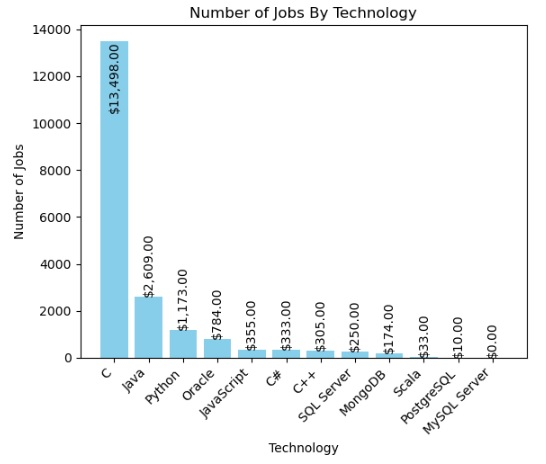 Number of Jobs By Technology
Number of Jobs
14000
12000
10000
8000
6000
4000
2000
0
$13,498.00
$2,609.00
$1,173.00
$784.00
$355.00
$333.00
$305.00
$250.00
$174.00
$33.00
$10.00
$0.00
C
Java
Python
Oracle
JavaScript
C#
C++
SQL Server
MongoDB
Scala
PostgreSQL
MySQL Server
Technology